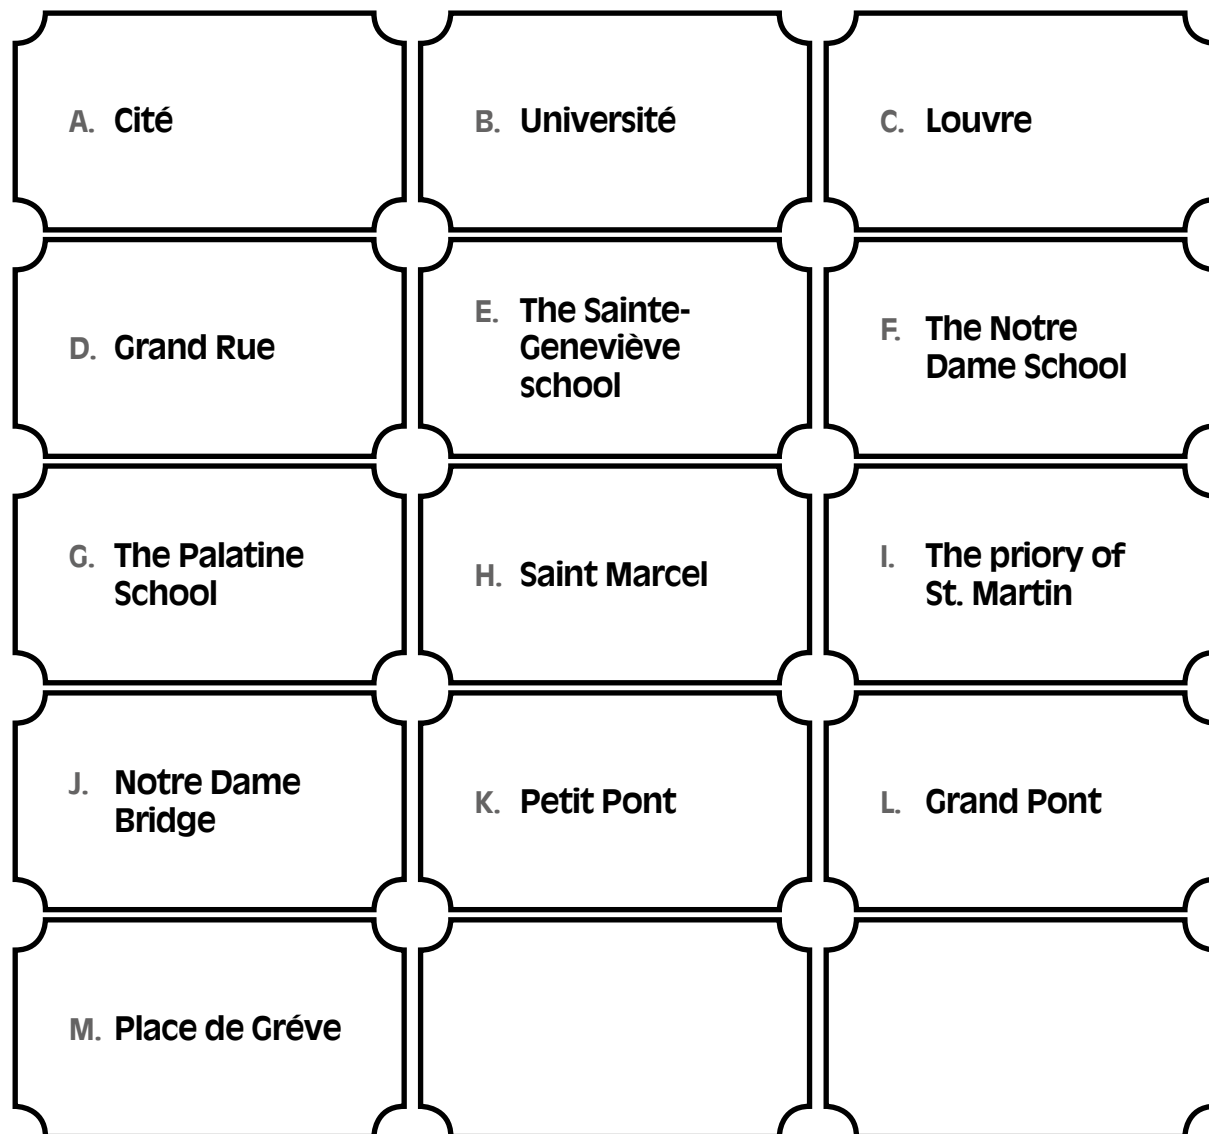 A. Cité
B. Université
C. Louvre
D. Grand Rue
E. The Sainte-
Geneviève
school
F. The Notre
Dame School
G. The Palatine
School
H. Saint Marcel
I. The priory of
St. Martin
J. Notre Dame
Bridge
K. Petit Pont
L. Grand Pont
M. Place de Gréve